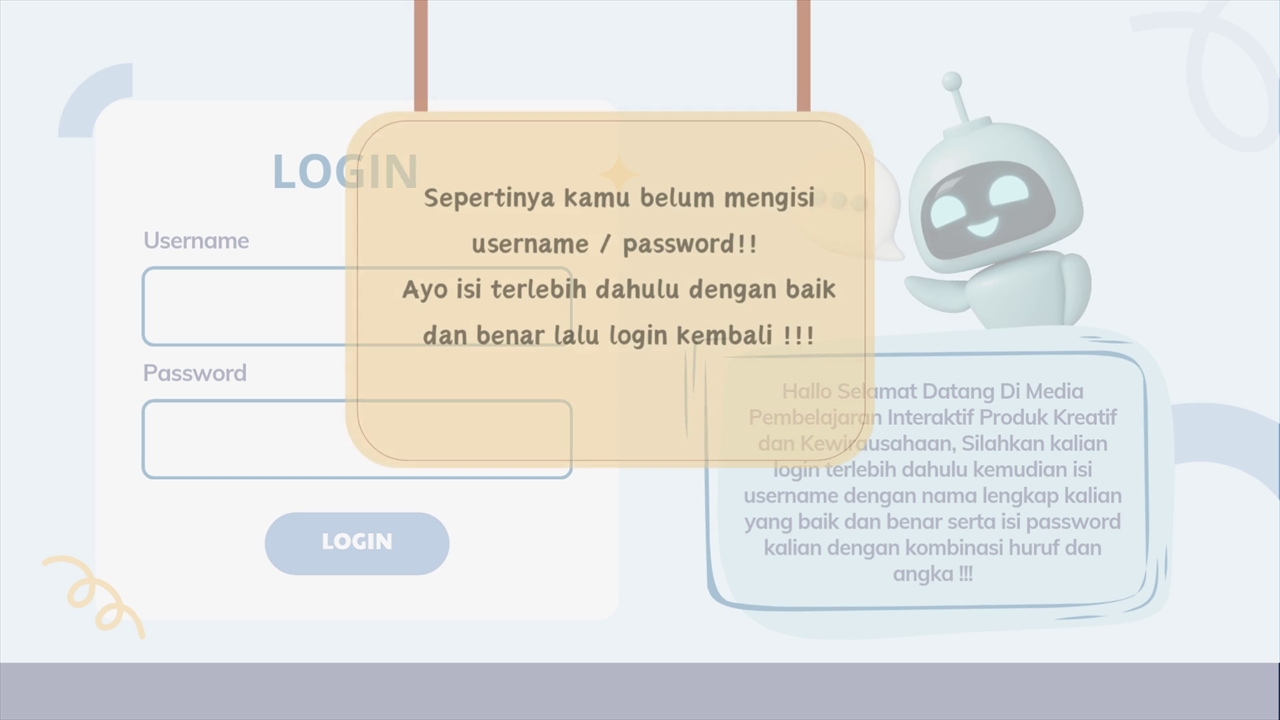 LOGIN
Username
Password
LOGIN
Sepertinya kamu belum mengisi
username / password!!
Ayo isi terlebih dahulu dengan baik
dan benar lalu login kembali !!!
Hallo Selamat Datang Di Media
Pembelajaran Interaktif Produk Kreatif
dan Kewirausahaan, Silahkan kalian
login terlebih dahulu kemudian isi
username dengan nama lengkap kalian
yang baik dan benar serta isi password
kalian dengan kombinasi huruf dan
angka !!!